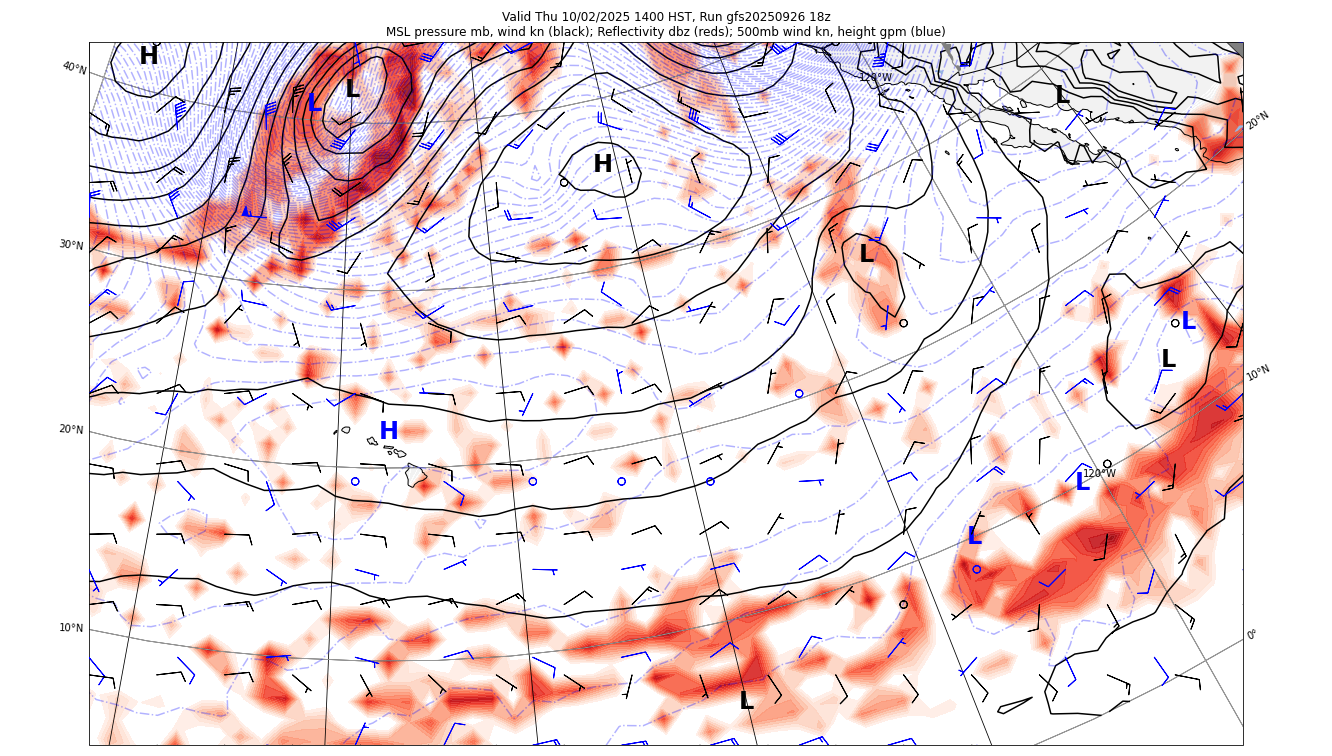 Valid Thu 10/02/2025 1400 HST, Run gfs20250926 18z
MSL pressure mb, wind kn (black); Reflectivity dbz (reds); 500mb wind kn, height gpm (blue)
H
40°N
L
L
120°W
L
20°N
H
30°N
L
L
L
10°N
20°N
H
120°W
L
L
10°N
0°
L